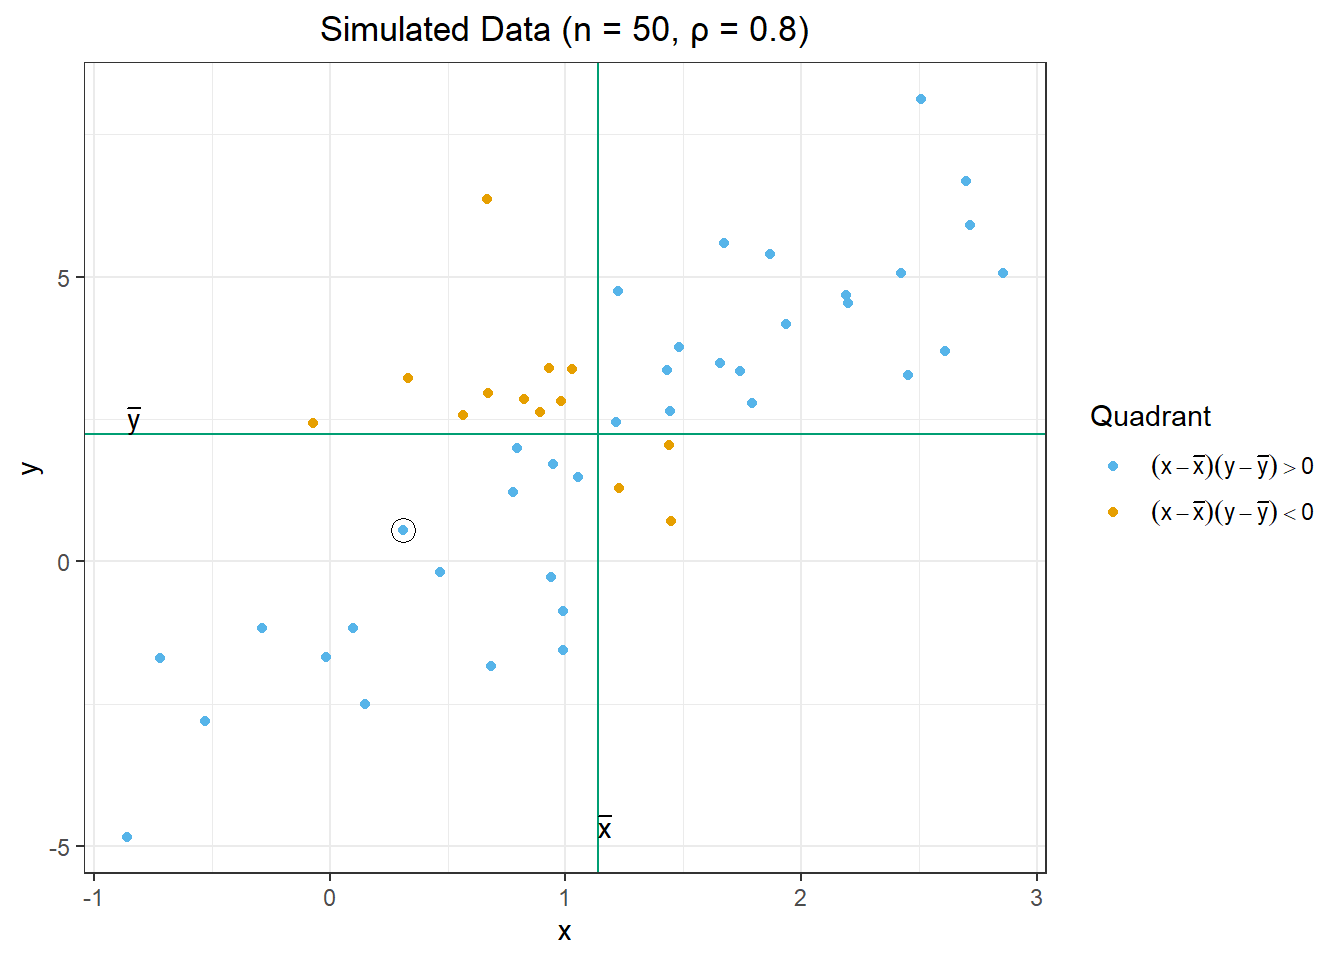 Simulated Data (n = 50, ρ = 0.8)
5
0
-5
y
y̅
x̅
-1 0 1 2 3
x
Quadrant
(x − x̅)(y − y̅) > 0
(x − x̅)(y − y̅) < 0